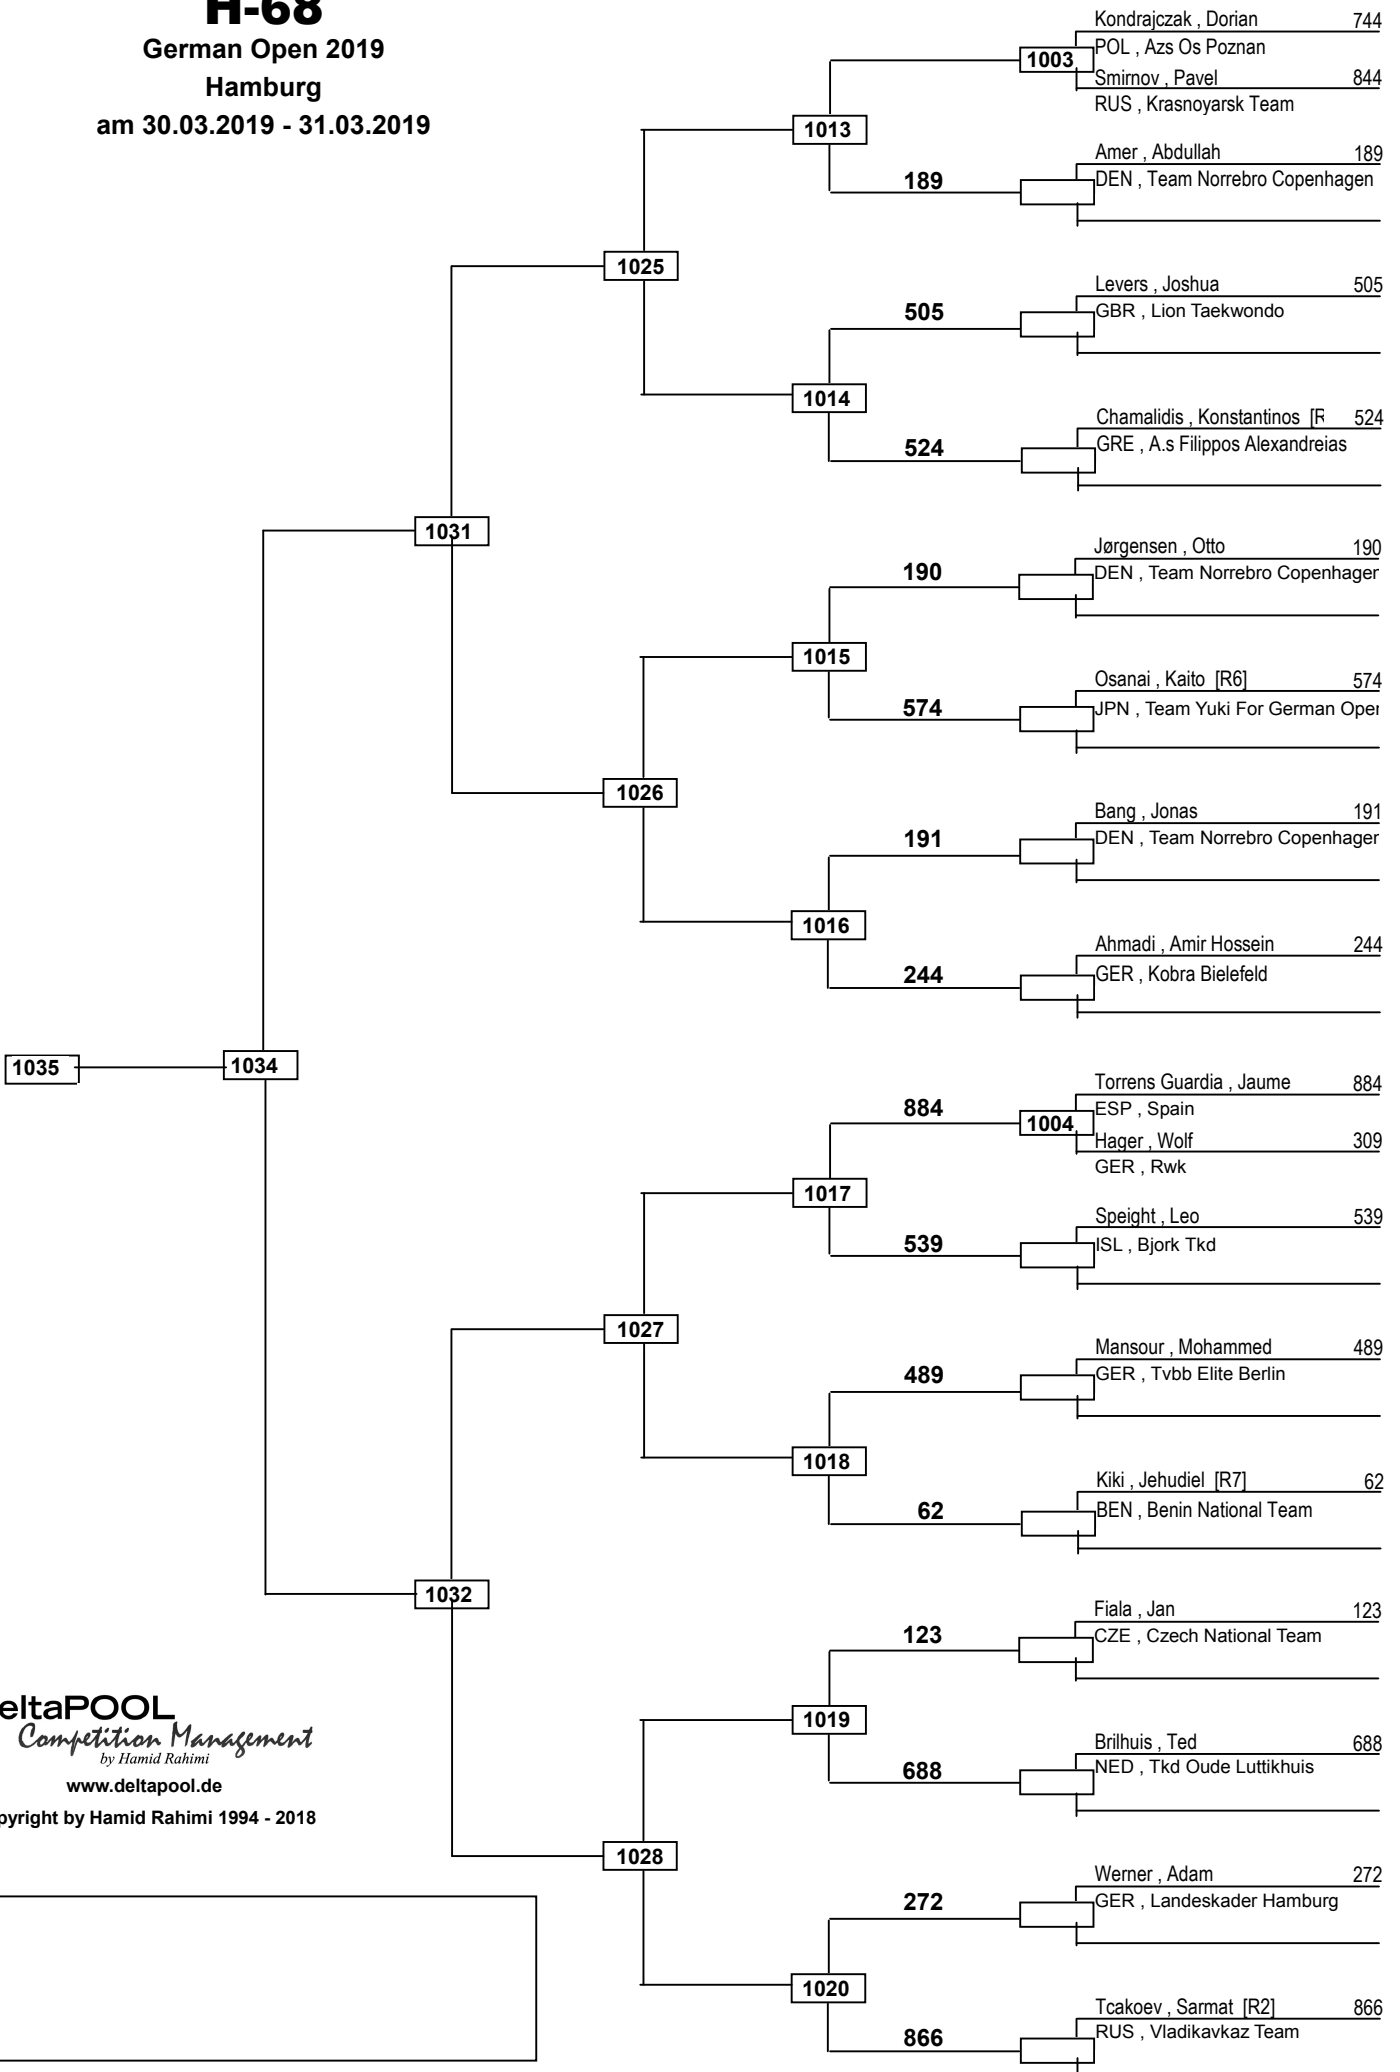 H-68
German Open 2019
Hamburg
am 30.03.2019 - 31.03.2019
Kondrajczak , Dorian 744
1003 POL , Azs Os Poznan
Smirnov , Pavel 844
RUS , Krasnoyarsk Team
1013
Amer , Abdullah 189
189 DEN , Team Norrebro Copenhagen
1025
Levers , Joshua 505
505 GBR , Lion Taekwondo
1014
Chamalidis , Konstantinos [R 524
524 GRE , A.s Filippos Alexandreias
1031
Jørgensen , Otto 190
190 DEN , Team Norrebro Copenhagen
1015
Osanai , Kaito [R6] 574
574 JPN , Team Yuki For German Oper
1026
Bang , Jonas 191
191 DEN , Team Norrebro Copenhagen
1016
Ahmadi , Amir Hossein 244
244 GER , Kobra Bielefeld
1035 1034
Torrens Guardia , Jaume 884
884 1004 ESP , Spain
Hager , Wolf 309
GER , Rwk
1017
Speight , Leo 539
539 ISL , Bjork Tkd
1027
Mansour , Mohammed 489
489 GER , Tvbb Elite Berlin
1018
Kiki , Jehudiel [R7] 62
62 BEN , Benin National Team
1032
Fiala , Jan 123
123 CZE , Czech National Team
1019
Brilhuis , Ted 688
688 NED , Tkd Oude Luttikhuis
1028
Werner , Adam 272
272 GER , Landeskader Hamburg
1020
Tcakoev , Sarmat [R2] 866
866 RUS , Vladikavkaz Team
eltaPOOL
Competition Management
by Hamid Rahimi
www.deltapool.de
pyright by Hamid Rahimi 1994 - 2018